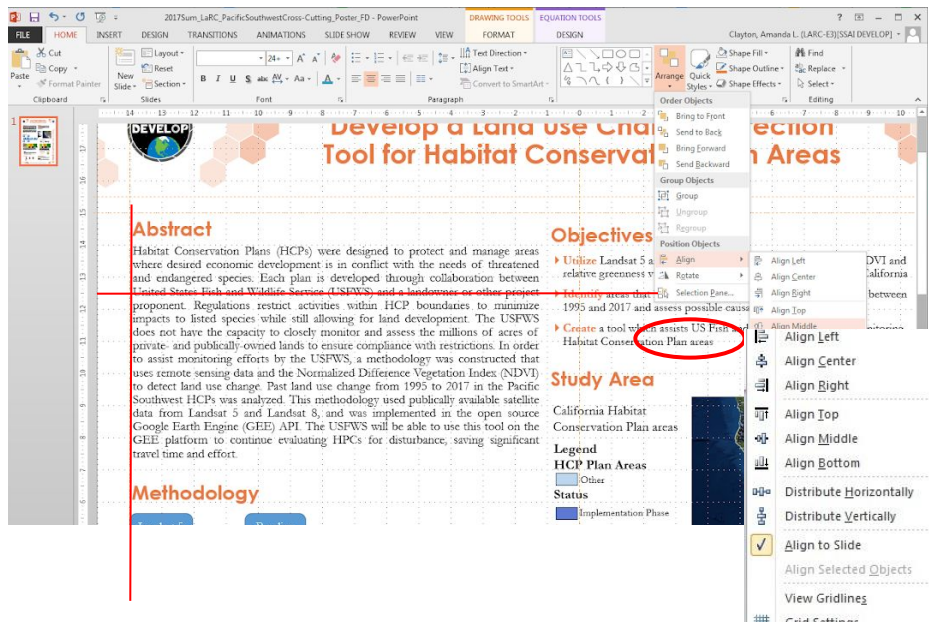 2017Sum_LaRC_PacificSouthwestCross-Cutting_Poster_FD - PowerPoint
DRAWING TOOLS
EQUATION TOOLS
FILE HOME INSERT DESIGN TRANSITIONS ANIMATIONS SLIDE SHOW REVIEW VIEW FORMAT DESIGN
Clayton, Amanda L. (LARC-E3)[SSAI DEVELOP]
Paste
Cut
Copy
Format Painter
Clipboard
New
Slide
Layout
Reset
Section
Slides
24
B I U S abc AV Aa A
Font
Text Direction
Align Text
Convert to SmartArt
Paragraph
Arrange
Quick
Styles
Shape Fill
Shape Outline
Shape Effects
Find
Replace
Select
Editing
Order Objects
Bring to Front
Send to Back
Bring Forward
Send Backward
Group Objects
Group
Ungroup
Regroup
Position Objects
Align
Rotate
Selection Pane...
Align Left
Align Center
Align Right
Align Top
Align Middle
Align Left
Align Center
Align Right
Align Top
Align Middle
Align Bottom
Distribute Horizontally
Distribute Vertically
Align to Slide
Align Selected Objects
View Gridlines
Grid Settings
1
DEVELOP
Develop a Land Use Cha ection
Tool for Habitat Conservat n Areas
Abstract
Habitat Conservation Plans (HCPs) were designed to protect and manage areas
where desired economic development is in conflict with the needs of threatened
and endangered species. Each plan is developed through collaboration between
United States Fish and Wildlife Service (USFWS) and a landowner or other project
proponent. Regulations restrict activities within HCP boundaries to minimize
impacts to listed species while still allowing for land development. The USFWS
does not have the capacity to closely monitor and assess the millions of acres of
private- and publically-owned lands to ensure compliance with restrictions. In order
to assist monitoring efforts by the USFWS, a methodology was constructed that
uses remote sensing data and the Normalized Difference Vegetation Index (NDVI)
to detect land use change. Past land use change from 1995 to 2017 in the Pacific
Southwest HCPs was analyzed. This methodology used publically available satellite
data from Landsat 5 and Landsat 8, and was implemented in the open source
Google Earth Engine (GEE) API. The USFWS will be able to use this tool on the
GEE platform to continue evaluating HPCs for disturbance, saving significant
travel time and effort.
Methodology
Objectives
Utilize Landsat 5 a DVI and
relative greenness v California
Identify areas that between
1995 and 2017 and assess possible causa
Create a tool which assists US Fish and nitoring
Habitat Conservation Plan areas
Study Area
California Habitat
Conservation Plan areas
Legend
HCP Plan Areas
Other
Status
Implementation Phase